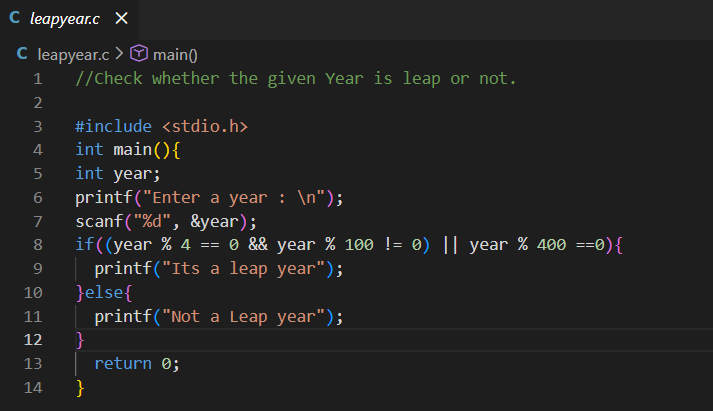 C leapyear.c ×
C leapyear.c > main()
1 //Check whether the given Year is leap or not.
2
3 #include <stdio.h>
4 int main(){
5 int year;
6 printf("Enter a year : \n");
7 scanf("%d", &year);
8 if((year % 4 == 0 && year % 100 != 0) || year % 400 ==0){
9   printf("Its a leap year");
10 }else{
11   printf("Not a Leap year");
12 }
13   return 0;
14 }